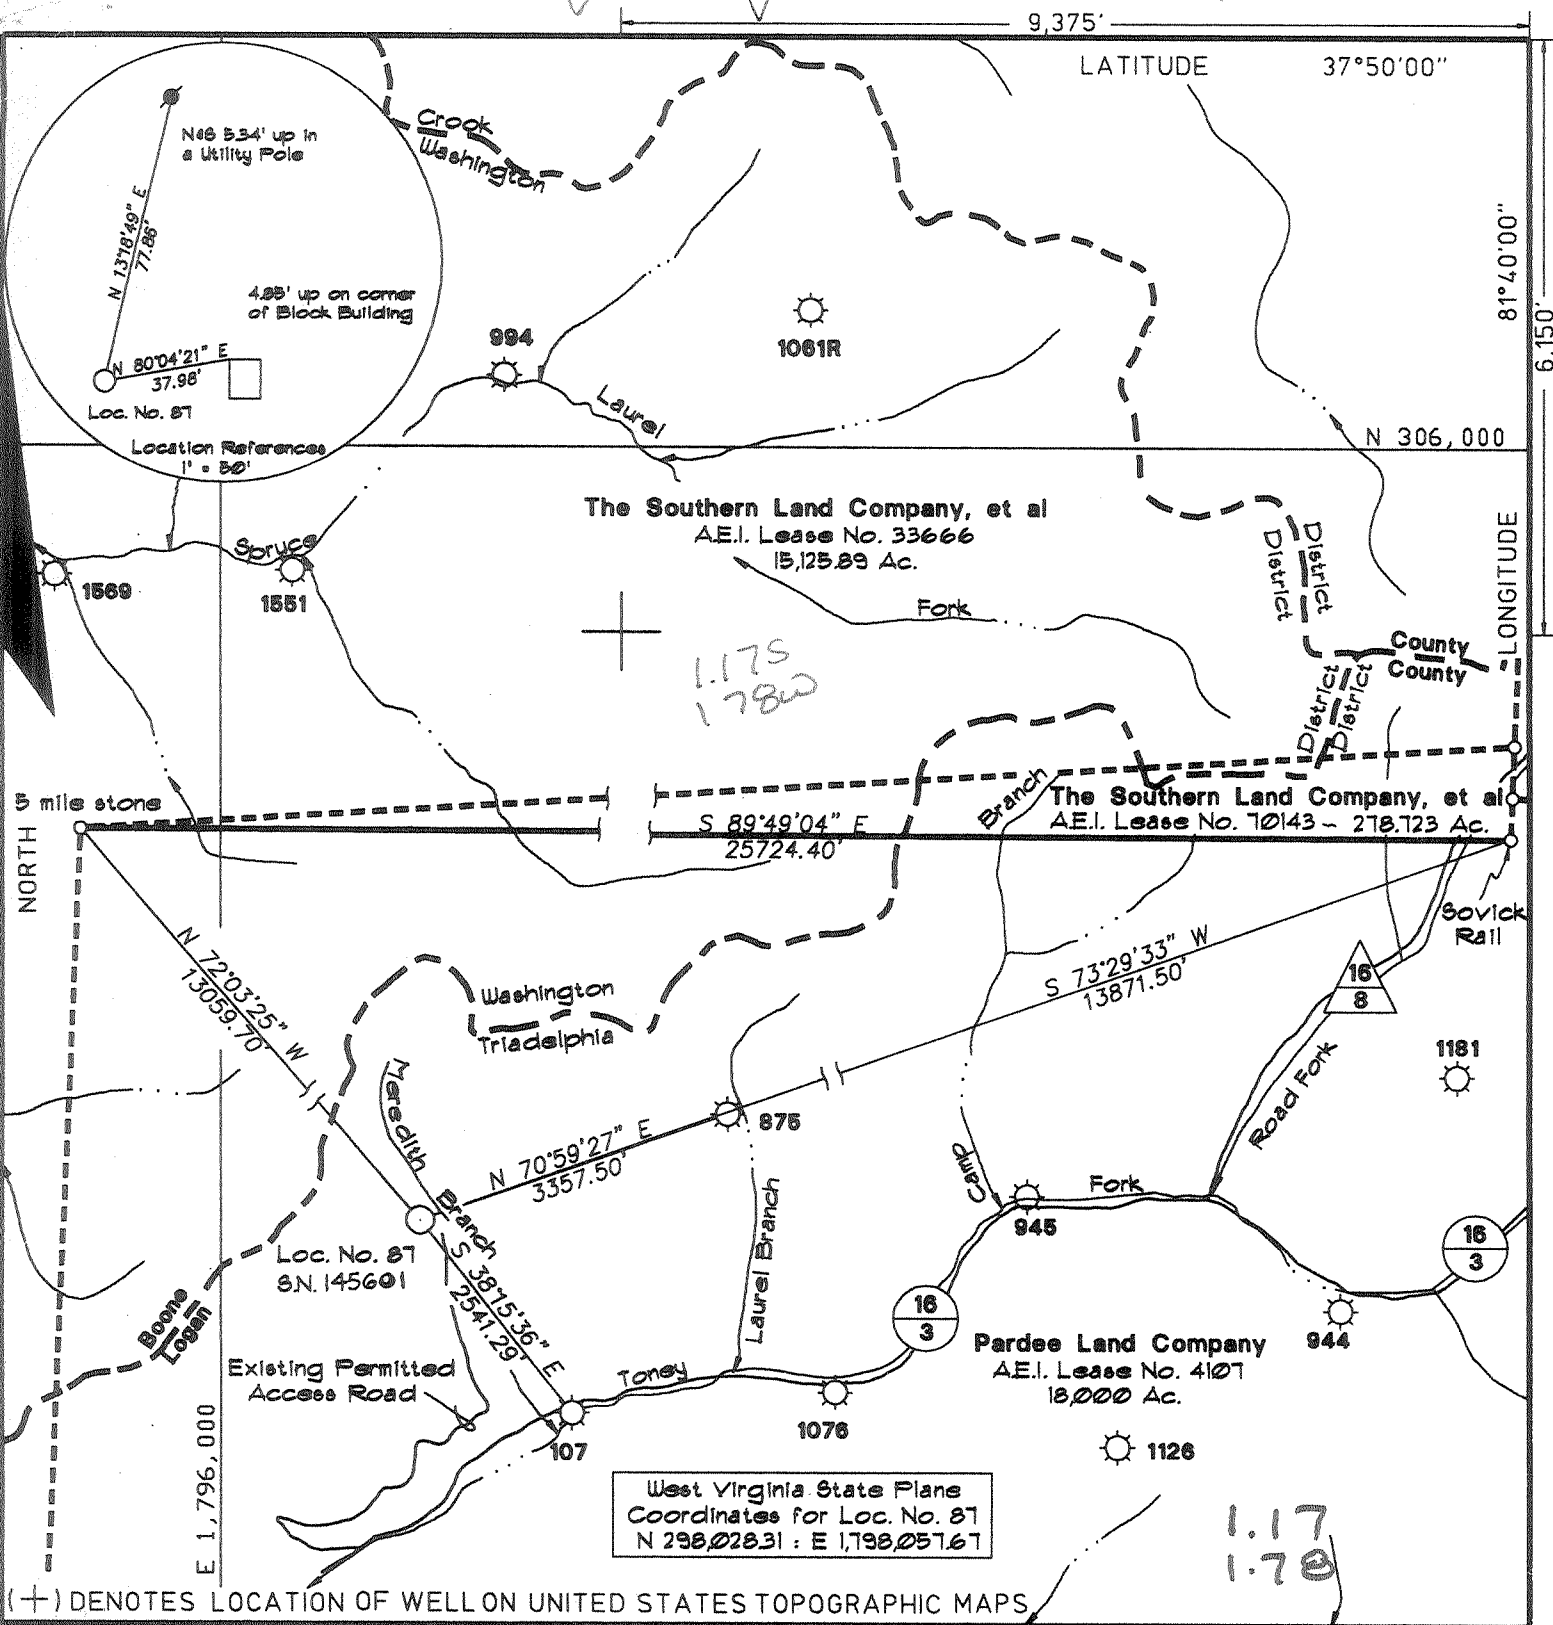 9,375'
LATITUDE 37°50'00"
Crook
Washington
N48 5.34' up in
a Utility Pole
N 13°18'49" E
77.86'
4.85' up on corner
of Block Building
N 80°04'21" E
37.98'
Loc. No. 87
Location References
1" = 50'
81°40'00"
6,150'
LONGITUDE
994
1061R
Laurel
N 306,000
The Southern Land Company, et al
A.E.I. Lease No. 33666
15,125.89 Ac.
Spruce
1569
1551
Fork
District
District
County
County
District
District
1.17S
1.78W
5 mile stone
NORTH
S 89°49'04" E
25724.40'
Branch
The Southern Land Company, et al
A.E.I. Lease No. 70143 - 278.723 Ac.
Sovick
Rail
N 72°03'25" W
13059.70'
Washington
Triadelphia
S 73°29'33" W
13871.50'
16
8
1181
Road Fork
Meredith
Branch
875
N 70°59'27" E
3357.50'
Camp
Fork
945
Laurel Branch
Loc. No. 87
S.N. 145601
S 38°15'36" E
2541.29'
16
3
16
3
Boone
Logan
944
Pardee Land Company
A.E.I. Lease No. 4107
18,000 Ac.
Existing Permitted
Access Road
Toney
1076
107
1126
E 1,796,000
West Virginia State Plane
Coordinates for Loc. No. 87
N 298,028.31 : E 1,798,057.67
1.17
1.78
(+) DENOTES LOCATION OF WELL ON UNITED STATES TOPOGRAPHIC MAPS